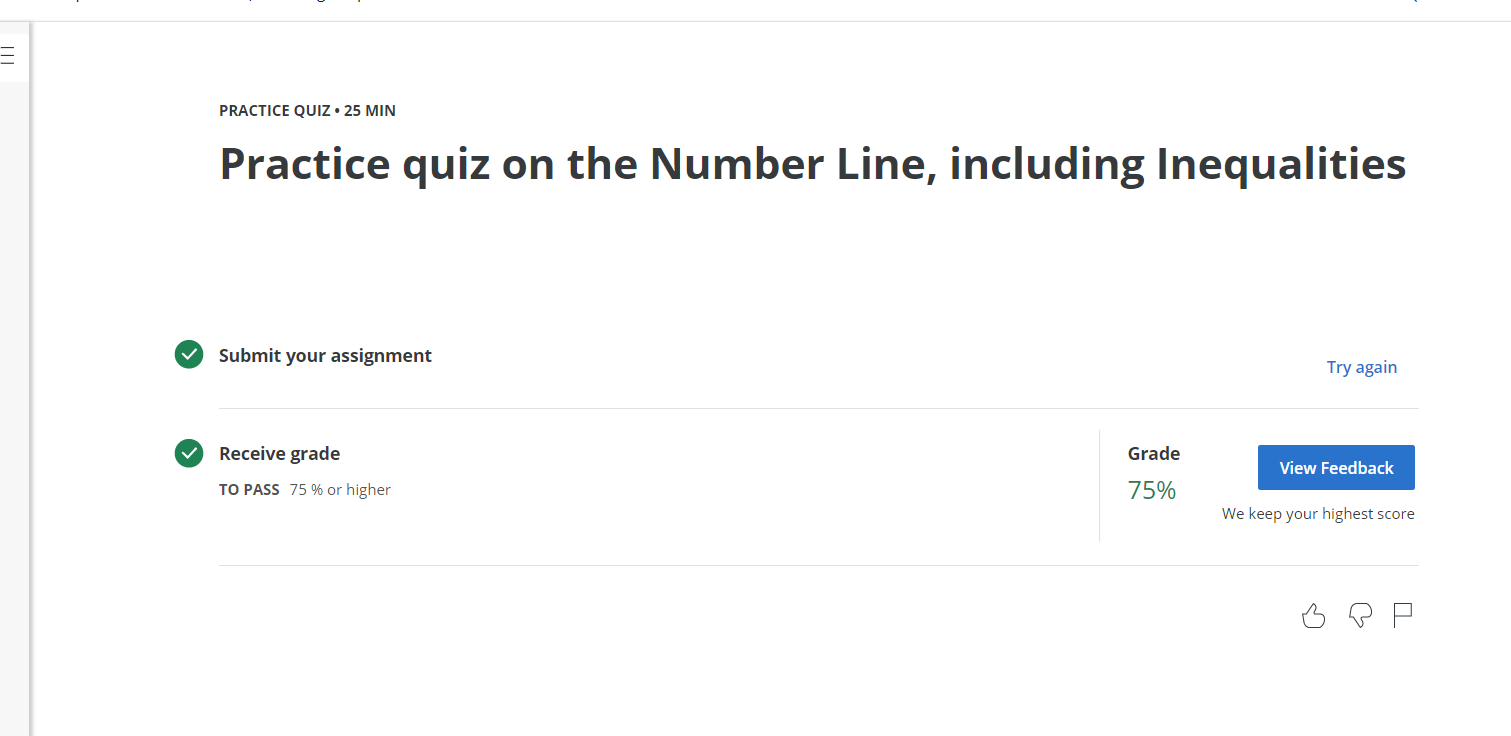 PRACTICE QUIZ • 25 MIN
Practice quiz on the Number Line, including Inequalities
Submit your assignment
Try again
Receive grade
TO PASS 75 % or higher
Grade
75%
View Feedback
We keep your highest score